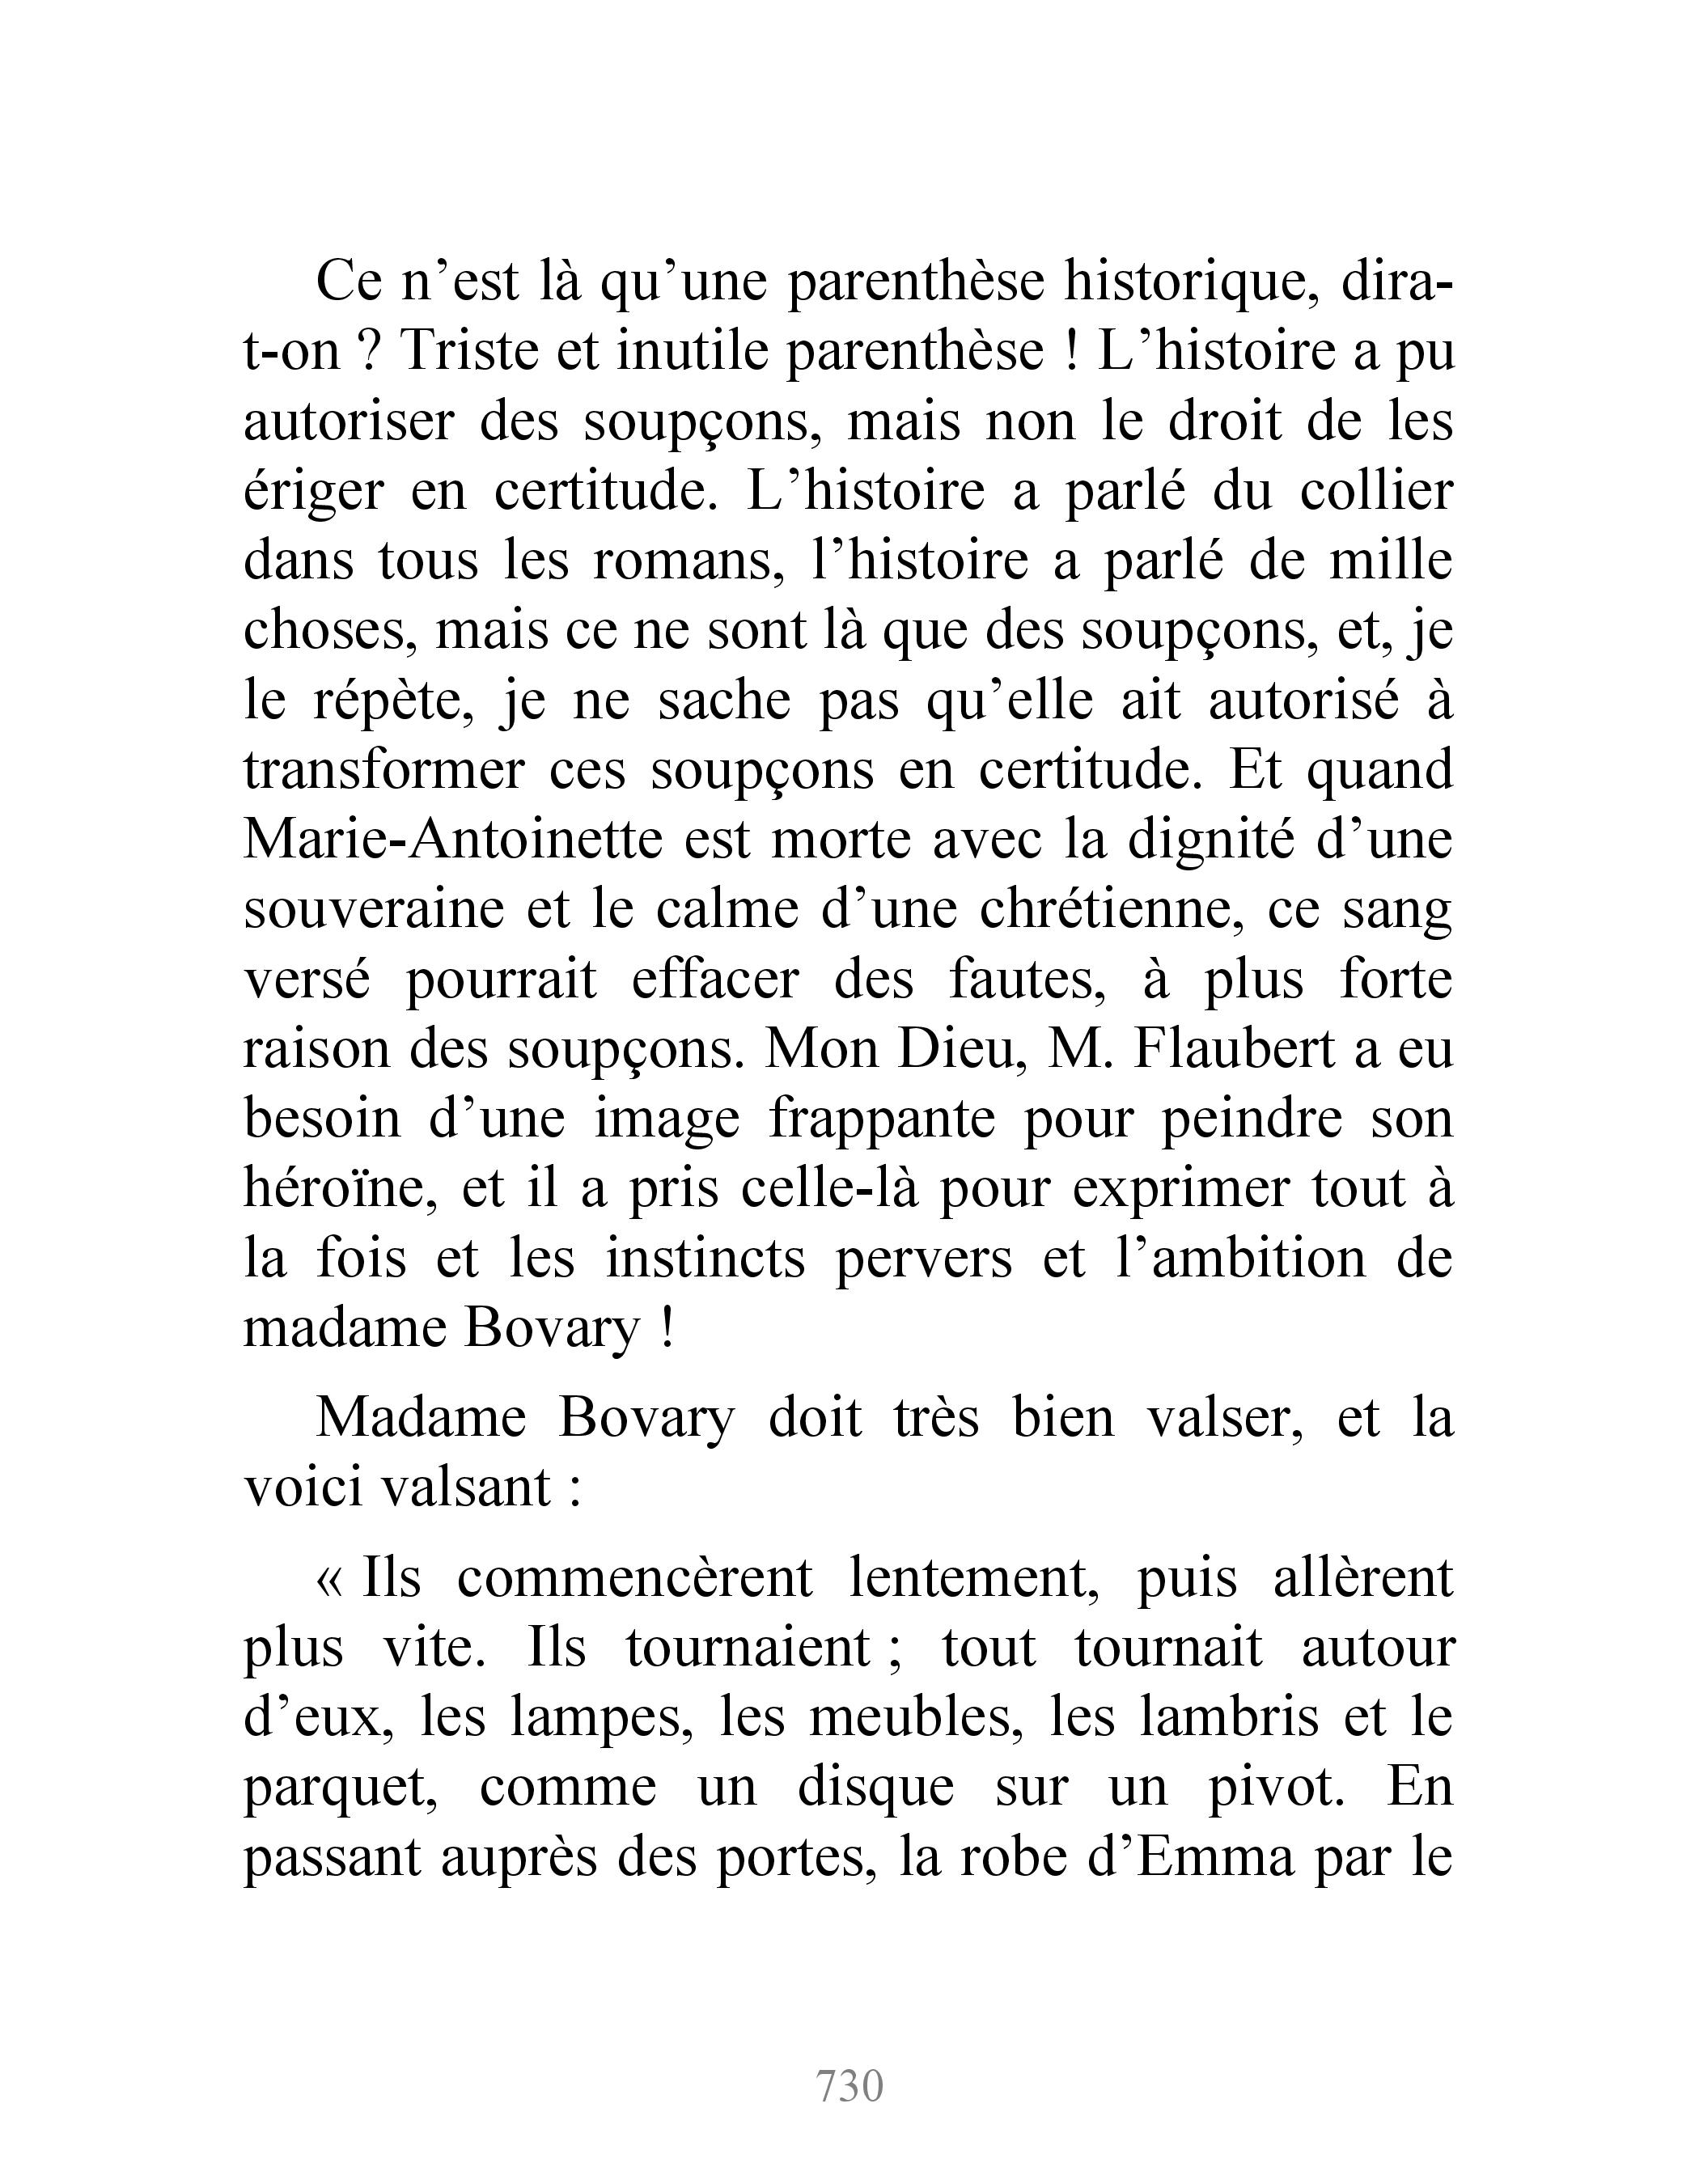 Ce n’est là qu’une parenthèse historique, dira-
t-on ? Triste et inutile parenthèse ! L’histoire a pu
autoriser des soupçons, mais non le droit de les
ériger en certitude. L’histoire a parlé du collier
dans tous les romans, l’histoire a parlé de mille
choses, mais ce ne sont là que des soupçons, et, je
le répète, je ne sache pas qu’elle ait autorisé à
transformer ces soupçons en certitude. Et quand
Marie-Antoinette est morte avec la dignité d’une
souveraine et le calme d’une chrétienne, ce sang
versé pourrait effacer des fautes, à plus forte
raison des soupçons. Mon Dieu, M. Flaubert a eu
besoin d’une image frappante pour peindre son
héroïne, et il a pris celle-là pour exprimer tout à
la fois et les instincts pervers et l’ambition de
madame Bovary !
Madame Bovary doit très bien valser, et la
voici valsant :
« Ils commencèrent lentement, puis allèrent
plus vite. Ils tournaient ; tout tournait autour
d’eux, les lampes, les meubles, les lambris et le
parquet, comme un disque sur un pivot. En
passant auprès des portes, la robe d’Emma par le
730